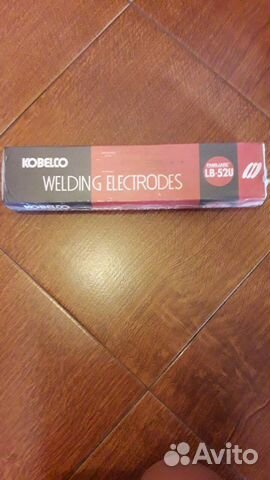 KOBELCO
WELDING ELECTRODES
LB-52U
KOBELCO
Avito